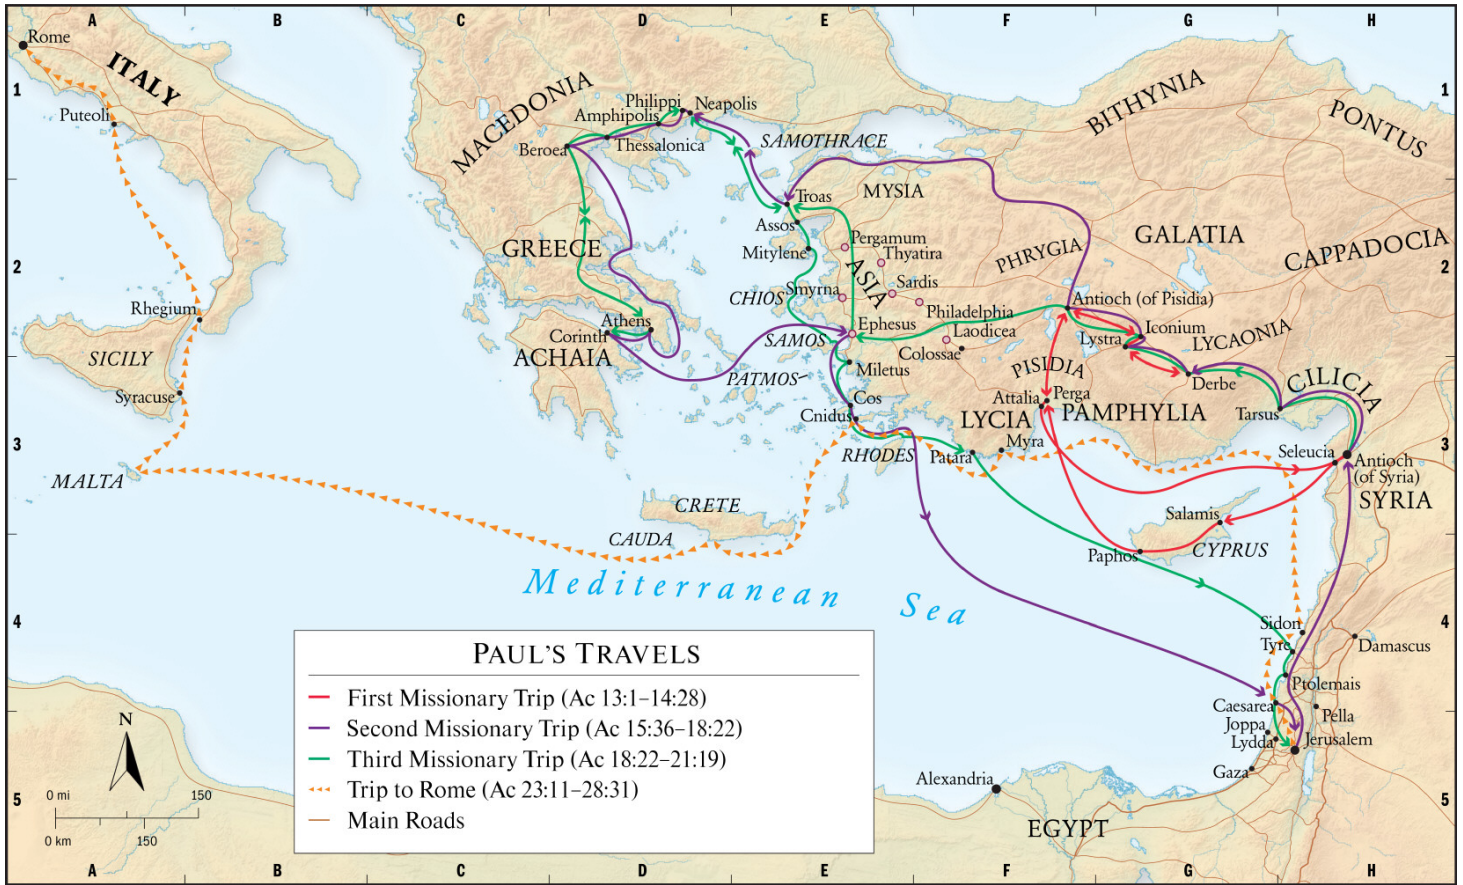 A B C D E F G H
Rome
ITALY
1
Puteoli
MACEDONIA
Philippi
Neapolis
Amphipolis
Beroea
Thessalonica
SAMOTHRACE
BITHYNIA
PONTUS
1
MYSIA
Troas
Assos
Mitylene
Pergamum
Thyatira
ASIA
Sardis
Smyrna
CHIOS
PHRYGIA
GALATIA
CAPPADOCIA
2
GREECE
2
Rhegium
SICILY
Syracuse
Athens
Corinth
ACHAIA
SAMOS
Ephesus
Philadelphia
Laodicea
Colossae
PATMOS
Miletus
Antioch (of Pisidia)
Iconium
Lystra
LYCAONIA
PISIDIA
Derbe
CILICIA
Cos
Cnidus
Attalia
Perga
LYCIA
PAMPHYLIA
Tarsus
3
MALTA
RHODES
Patara
Myra
Seleucia
Antioch
(of Syria)
SYRIA
3
CRETE
CAUDA
Salamis
Paphos
CYPRUS
Mediterranean Sea
4
Sidon
Tyre
Damascus
4
Ptolemais
Caesarea
Joppa
Pella
Lydda
Jerusalem
Gaza
PAUL'S TRAVELS
First Missionary Trip (Ac 13:1–14:28)
Second Missionary Trip (Ac 15:36–18:22)
Third Missionary Trip (Ac 18:22–21:19)
Trip to Rome (Ac 23:11–28:31)
Main Roads
N
0 mi 150
0 km 150
5
Alexandria
EGYPT
5
A B C D E F G H